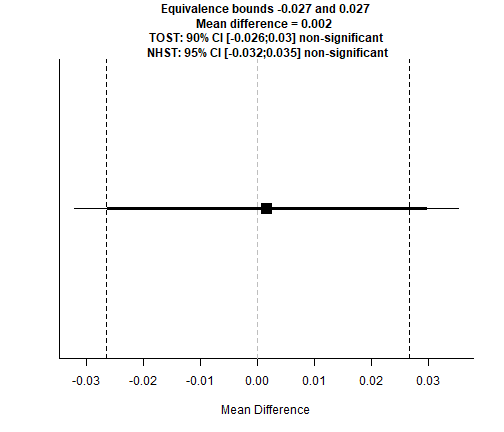 Equivalence bounds -0.027 and 0.027
Mean difference = 0.002
TOST: 90% CI [-0.026;0.03] non-significant
NHST: 95% CI [-0.032;0.035] non-significant
-0.03 -0.02 -0.01 0.00 0.01 0.02 0.03
Mean Difference